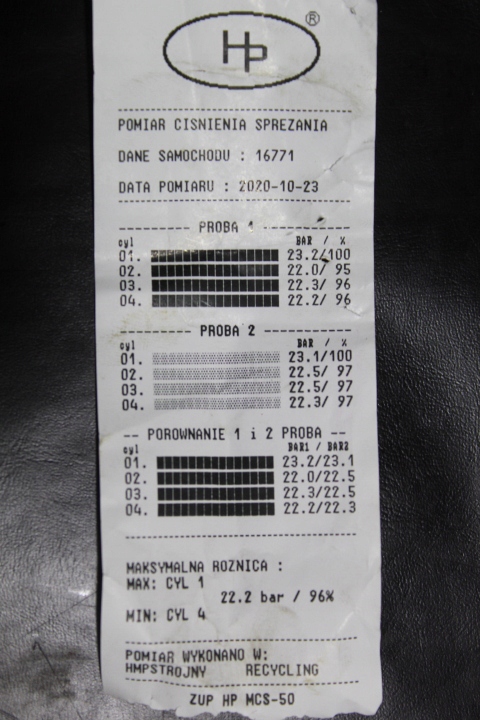 Hp ®
POMIAR CISNIENIA SPREZANIA
DANE SAMOCHODU : 16771
DATA POMIARU : 2020-10-23
PROBA 1
cyl BAR / %
01. 23.2/100
02. 22.0/ 95
03. 22.3/ 96
04. 22.2/ 96
PROBA 2
cyl BAR / %
01. 23.1/100
02. 22.5/ 97
03. 22.5/ 97
04. 22.3/ 97
-- POROWNANIE 1 i 2 PROBA --
cyl BAR1 / BAR2
01. 23.2/23.1
02. 22.0/22.5
03. 22.3/22.5
04. 22.2/22.3
MAKSYMALNA ROZNICA :
MAX: CYL 1
22.2 bar / 96%
MIN: CYL 4
POMIAR WYKONANO W:
HMPSTROJNY RECYCLING
ZUP HP MCS-50